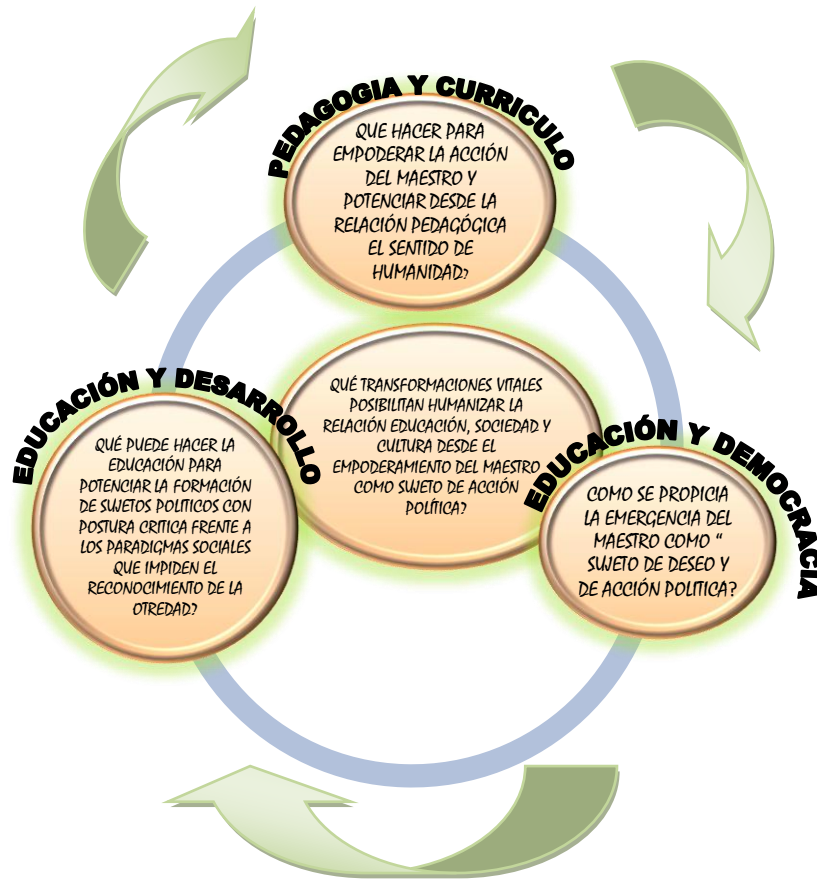 PEDAGOGIA Y CURRICULO
QUE HACER PARA
EMPODERAR LA ACCIÓN
DEL MAESTRO Y
POTENCIAR DESDE LA
RELACIÓN PEDAGÓGICA
EL SENTIDO DE
HUMANIDAD?
QUÉ TRANSFORMACIONES VITALES
POSIBILITAN HUMANIZAR LA
RELACIÓN EDUCACIÓN, SOCIEDAD Y
CULTURA DESDE EL
EMPODERAMIENTO DEL MAESTRO
COMO SUJETO DE ACCIÓN
POLÍTICA?
EDUCACIÓN Y DESARROLLO
QUÉ PUEDE HACER LA
EDUCACIÓN PARA
POTENCIAR LA FORMACIÓN
DE SUJETOS POLITICOS CON
POSTURA CRITICA FRENTE A
LOS PARADIGMAS SOCIALES
QUE IMPIDEN EL
RECONOCIMIENTO DE LA
OTREDAD?
EDUCACIÓN Y DEMOCRACIA
COMO SE PROPICIA
LA EMERGENCIA DEL
MAESTRO COMO “
SUJETO DE DESEO Y
DE ACCIÓN POLITICA?